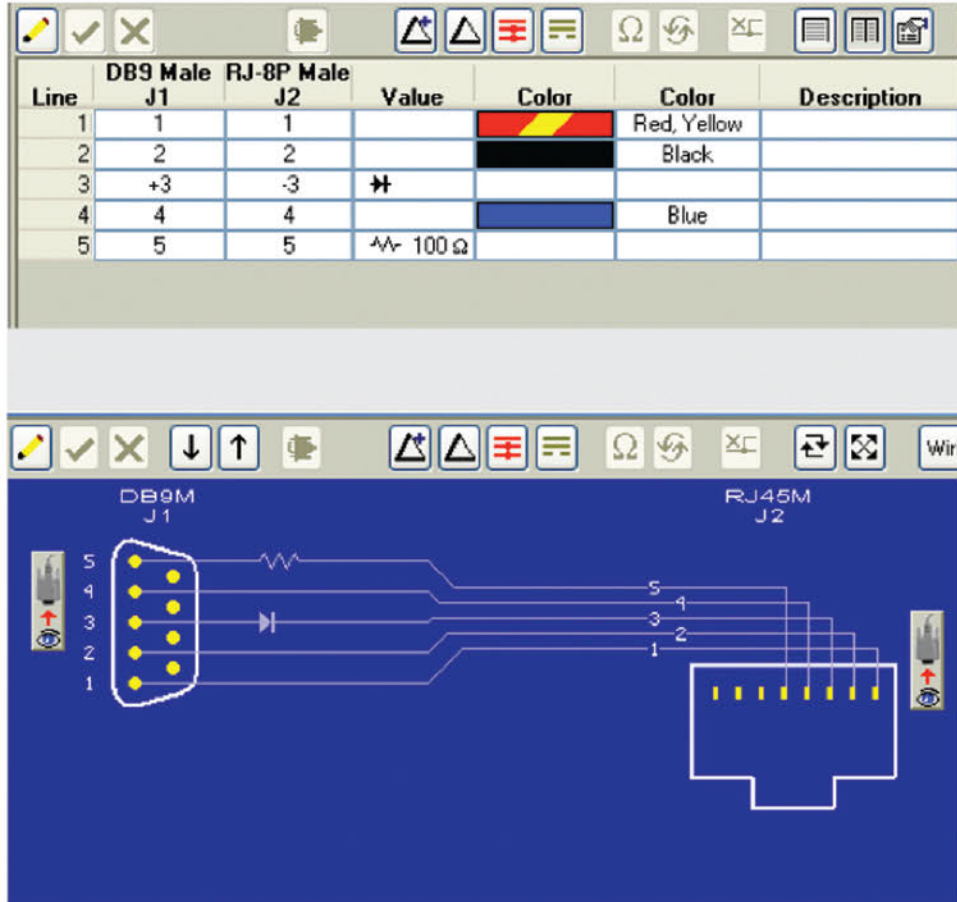 DB9 Male RJ-8P Male
Line J1 J2 Value Color Color Description
1 1 1 Red, Yellow
2 2 2 Black
3 +3 -3
4 4 4 Blue
5 5 5 100 Ω
Ω
Ω
Wir
DB9M RJ45M
J1 J2
5 5
4 4
3 3
2 2
1 1